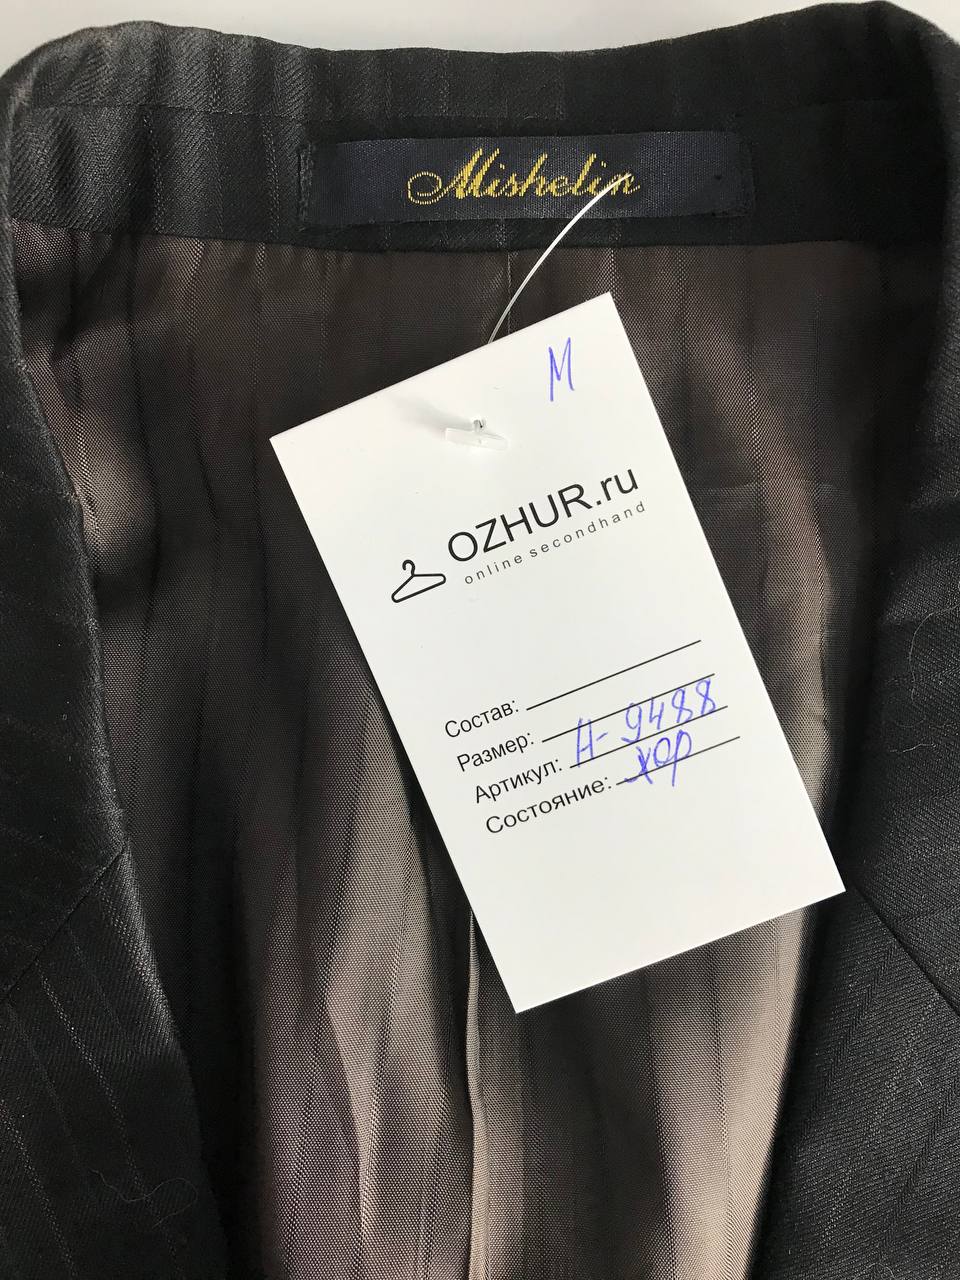 Mishelin
М
OZHUR.ru
online secondhand
Состав:
Размер:
Артикул: Н-9488
Состояние: хор